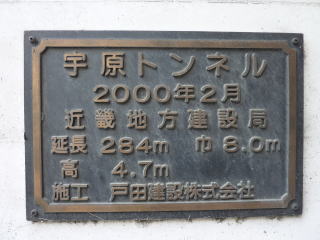 宇原トンネル
2000年2月
近畿地方建設局
延長 284m 巾 8.0m
高 4.7m
施工 戸田建設株式会社